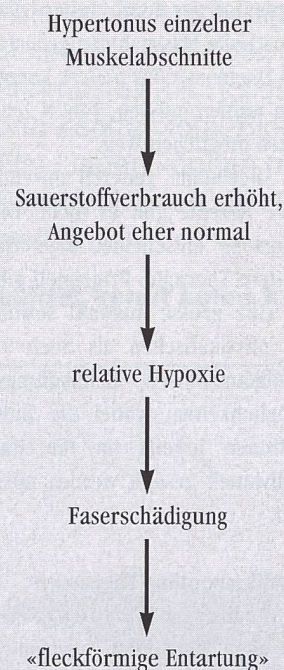 Hypertonus einzelner
Muskelabschnitte
Sauerstoffverbrauch erhöht,
Angebot eher normal
relative Hypoxie
Faserschädigung
«fleckförmige Entartung»